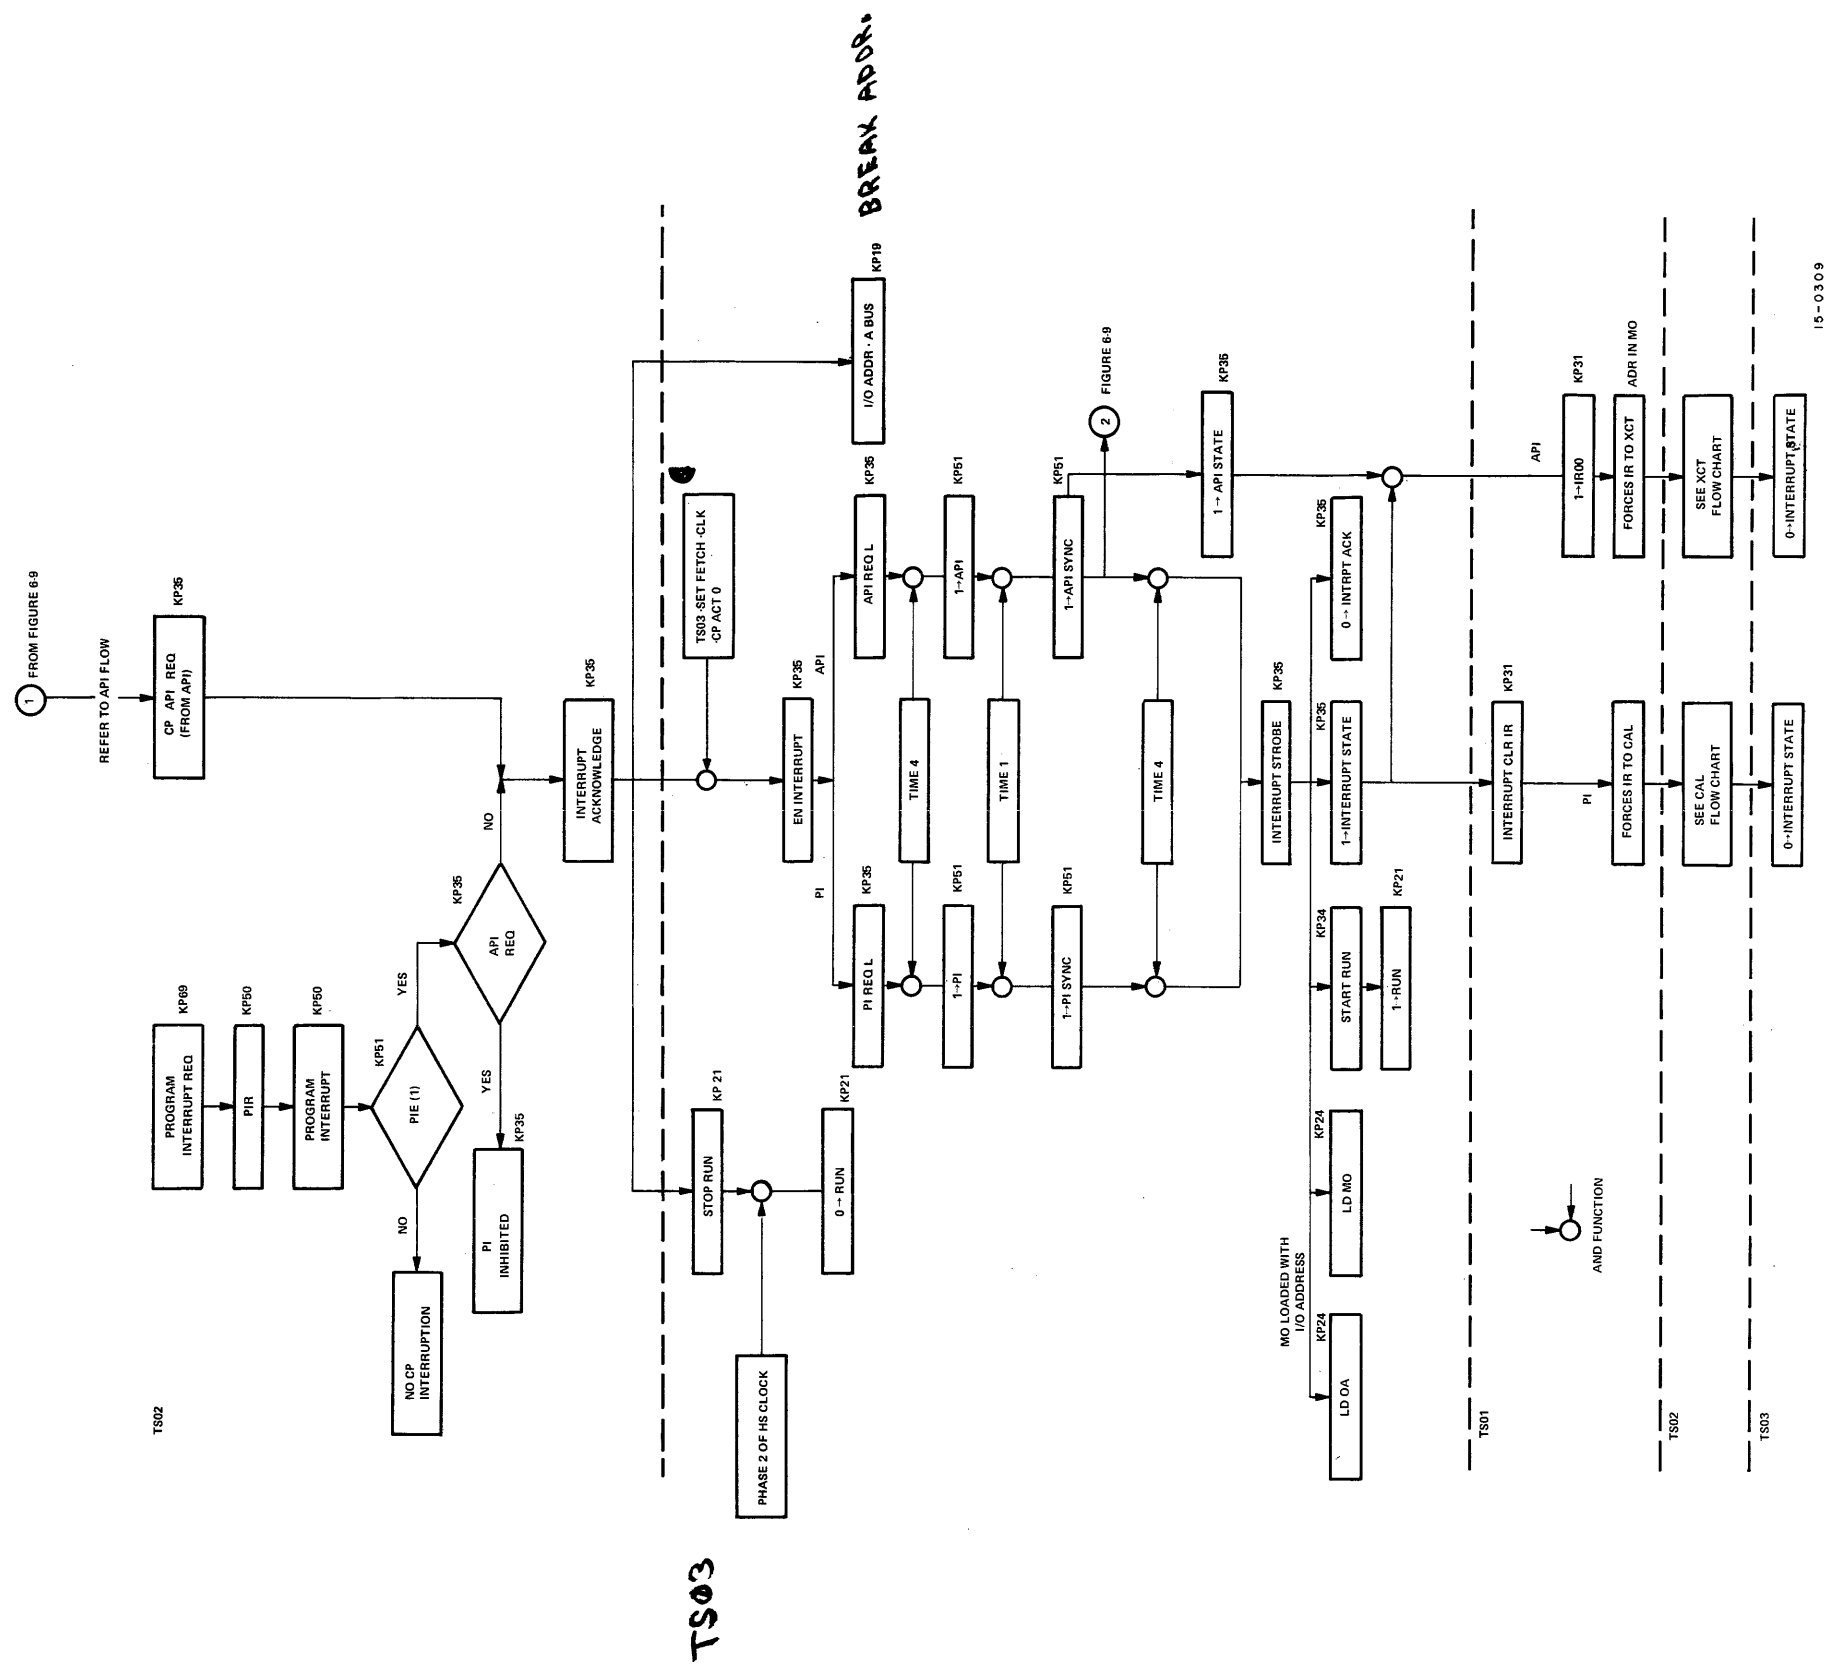 1
FROM FIGURE 6-9
REFER TO API FLOW
KP35
CP API REQ
(FROM API)
TS02
KP69
PROGRAM
INTERRUPT REQ
KP50
PIR
KP50
PROGRAM
INTERRUPT
KP51
PIE (1)
NO
YES
NO CP
INTERRUPTION
KP35
API
REQ
YES
NO
KP35
PI
INHIBITED
KP35
INTERRUPT
ACKNOWLEDGE
TS03
KP 21
STOP RUN
PHASE 2 OF HS CLOCK
KP21
0→RUN
TS03·SET FETCH·CLK
·CP ACT 0
KP35
EN INTERRUPT
PI
API
KP19
I/O ADDR · A BUS
BREAK ADDR.
KP35
PI REQ L
KP35
API REQ L
TIME 4
KP51
1→PI
KP51
1→API
TIME 1
KP51
1→PI SYNC
KP51
1→API SYNC
2
FIGURE 6-9
TIME 4
KP35
1→ API STATE
KP35
INTERRUPT STROBE
MO LOADED WITH
I/O ADDRESS
KP24
LD OA
KP24
LD MO
KP34
START RUN
KP35
1→INTERRUPT STATE
KP35
0→ INTRPT ACK
KP21
1→RUN
TS01
KP31
INTERRUPT CLR IR
API
KP31
1→IR00
PI
FORCES IR TO CAL
FORCES IR TO XCT
ADR IN MO
AND FUNCTION
TS02
SEE CAL
FLOW CHART
SEE XCT
FLOW CHART
TS03
0→INTERRUPT STATE
0→INTERRUPT STATE
15-0309